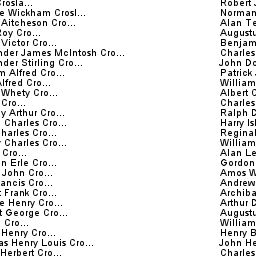 Crosla... Robert J
e Wickham Crosl... Norman
Aitcheson Cro... Alan Te
Roy Cro... Augustu
Victor Cro... Benjam
nder James McIntosh Cro... Charles
nder Stirling Cro... John Do
m Alfred Cro... Patrick J
Alfred Cro... William
Whety Cro... Albert C
Cro... Charles
y Arthur Cro... Ralph D
Charles Cro... Harry Isl
Charles Cro... Reginal
y Charles Cro... William
Cro... Alan Le
n Erle Cro... Gordon
John Cro... Amos W
rancis Cro... Andrew
t Frank Cro... Archiba
e Henry Cro... Arthur D
t George Cro... Augustu
Cro... William
Henry Cro... Henry B
as Henry Louis Cro... John He
Herbert Cro... Charles